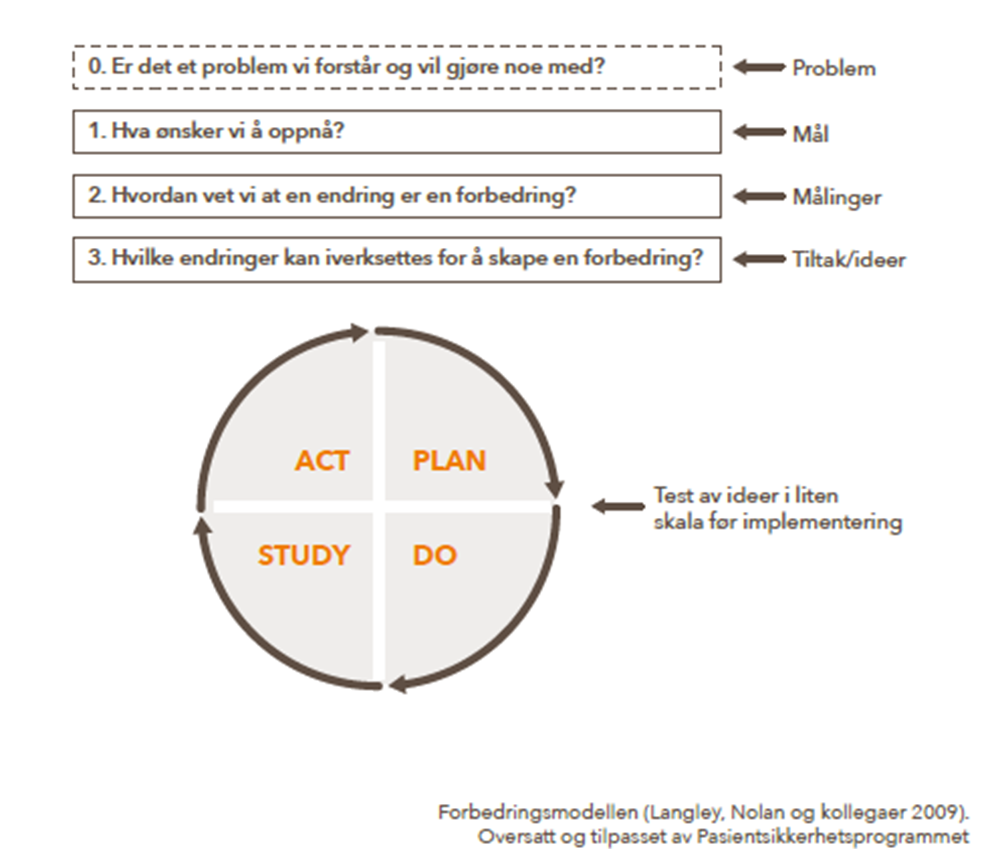 0. Er det et problem vi forstår og vil gjøre noe med?
Problem
1. Hva ønsker vi å oppnå?
Mål
2. Hvordan vet vi at en endring er en forbedring?
Målinger
3. Hvilke endringer kan iverksettes for å skape en forbedring?
Tiltak/ideer
ACT
PLAN
STUDY
DO
Test av ideer i liten
skala før implementering
Forbedringsmodellen (Langley, Nolan og kollegaer 2009).
Oversatt og tilpasset av Pasientsikkerhetsprogrammet